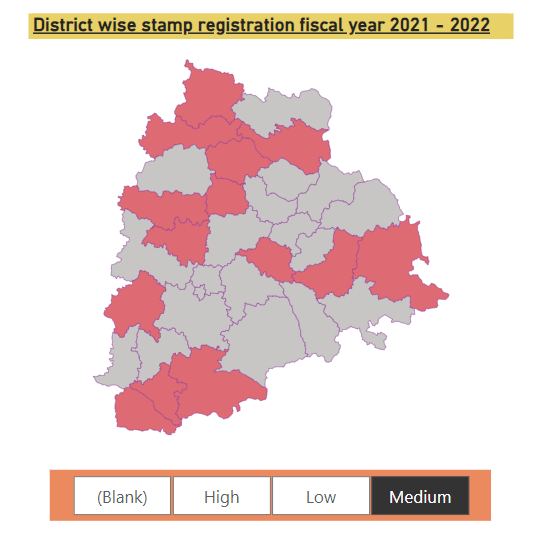 District wise stamp registration fiscal year 2021 - 2022
(Blank)
High
Low
Medium